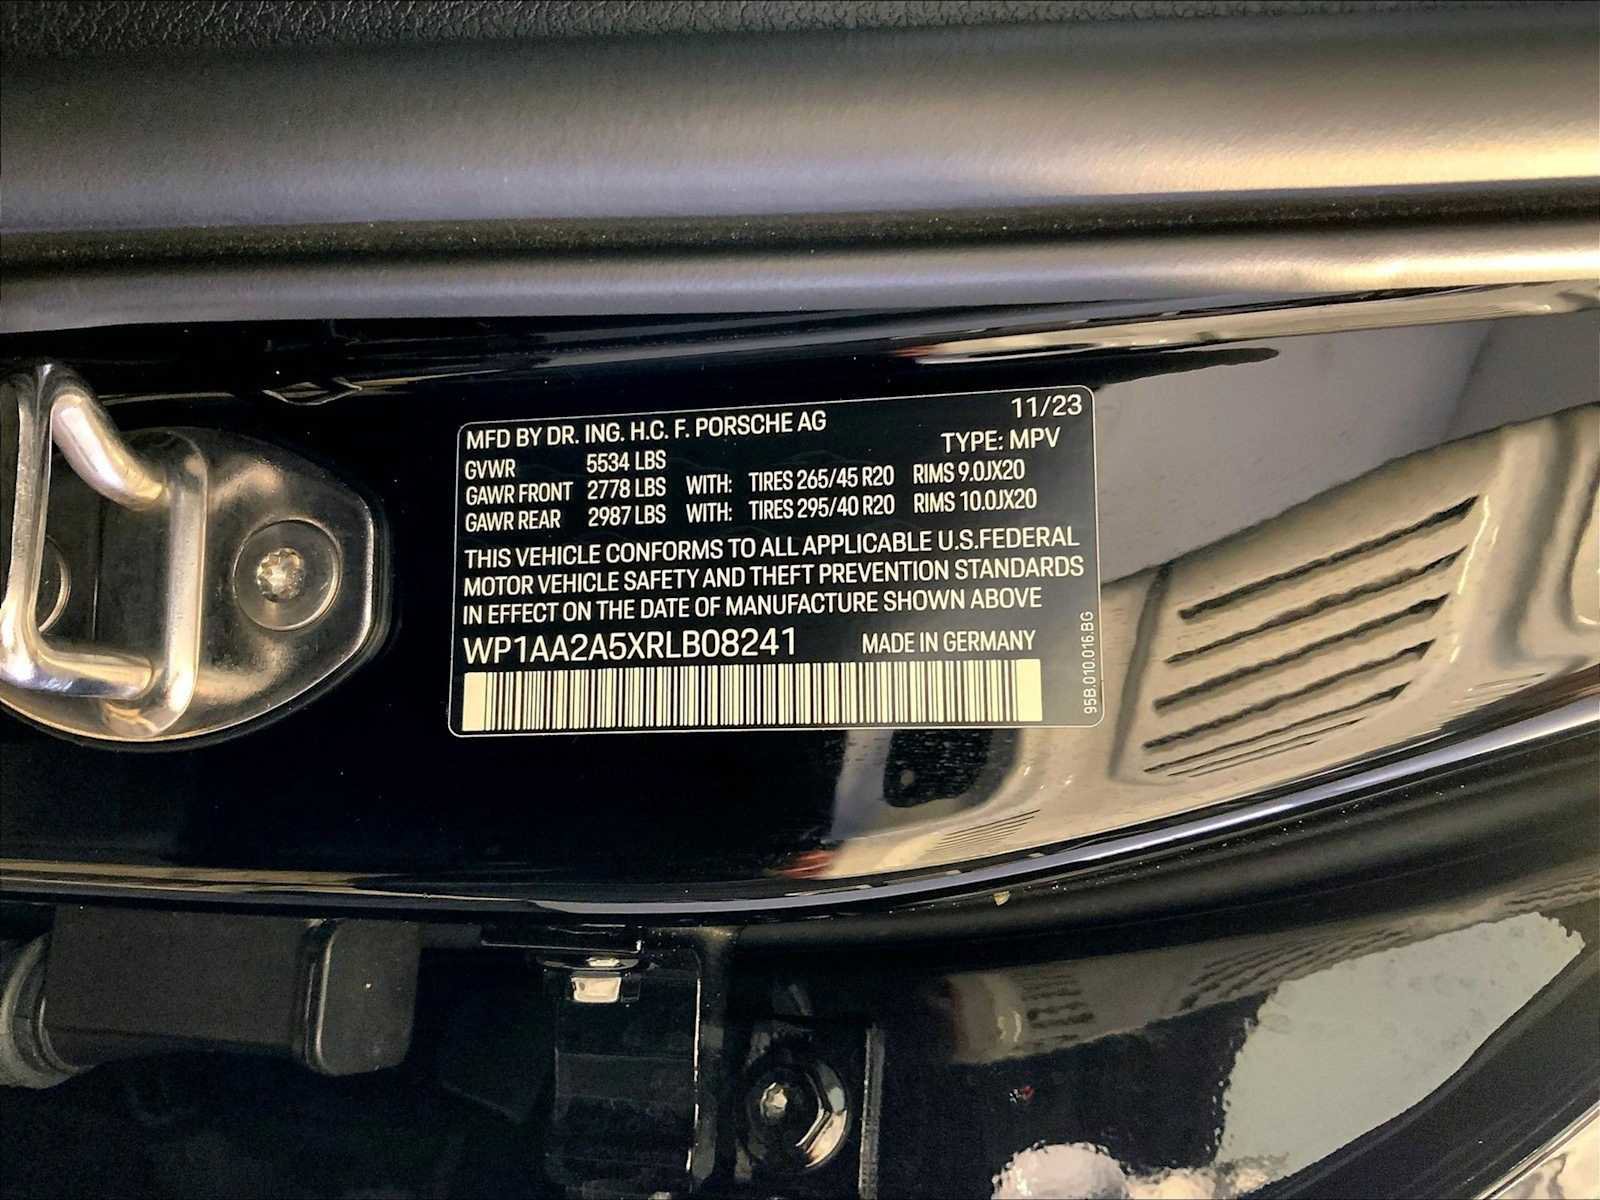 11/23
MFD BY DR. ING. H.C. F. PORSCHE AG
TYPE: MPV
GVWR 5534 LBS
GAWR FRONT 2778 LBS WITH: TIRES 265/45 R20 RIMS 9.0JX20
GAWR REAR 2987 LBS WITH: TIRES 295/40 R20 RIMS 10.0JX20
THIS VEHICLE CONFORMS TO ALL APPLICABLE U.S.FEDERAL
MOTOR VEHICLE SAFETY AND THEFT PREVENTION STANDARDS
IN EFFECT ON THE DATE OF MANUFACTURE SHOWN ABOVE
WP1AA2A5XRLB08241 MADE IN GERMANY
95B.010.016.BG